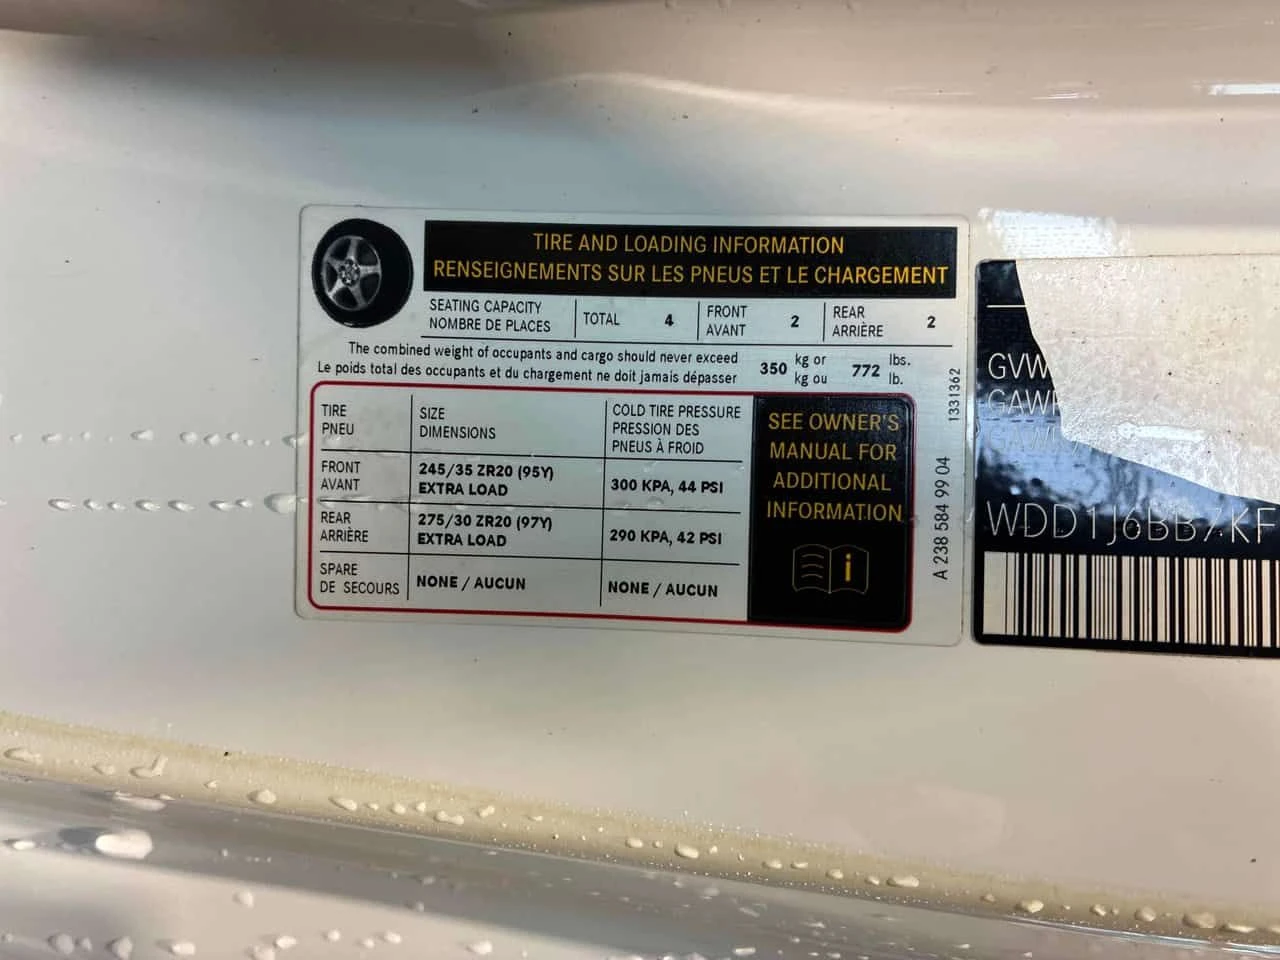 TIRE AND LOADING INFORMATION
RENSEIGNEMENTS SUR LES PNEUS ET LE CHARGEMENT
SEATING CAPACITY
NOMBRE DE PLACES
TOTAL 4
FRONT
AVANT
2
REAR
ARRIÈRE
2
The combined weight of occupants and cargo should never exceed
Le poids total des occupants et du chargement ne doit jamais dépasser
350
kg or
kg ou
772
lbs.
lb.
TIRE
PNEU
SIZE
DIMENSIONS
COLD TIRE PRESSURE
PRESSION DES
PNEUS À FROID
FRONT
AVANT
245/35 ZR20 (95Y)
EXTRA LOAD
300 KPA, 44 PSI
REAR
ARRIÈRE
275/30 ZR20 (97Y)
EXTRA LOAD
290 KPA, 42 PSI
SPARE
DE SECOURS
NONE / AUCUN
NONE / AUCUN
SEE OWNER'S
MANUAL FOR
ADDITIONAL
INFORMATION
i
A 238 584 99 04
1331362
GVW
GAW
GAW
WDD1J6BB7KF